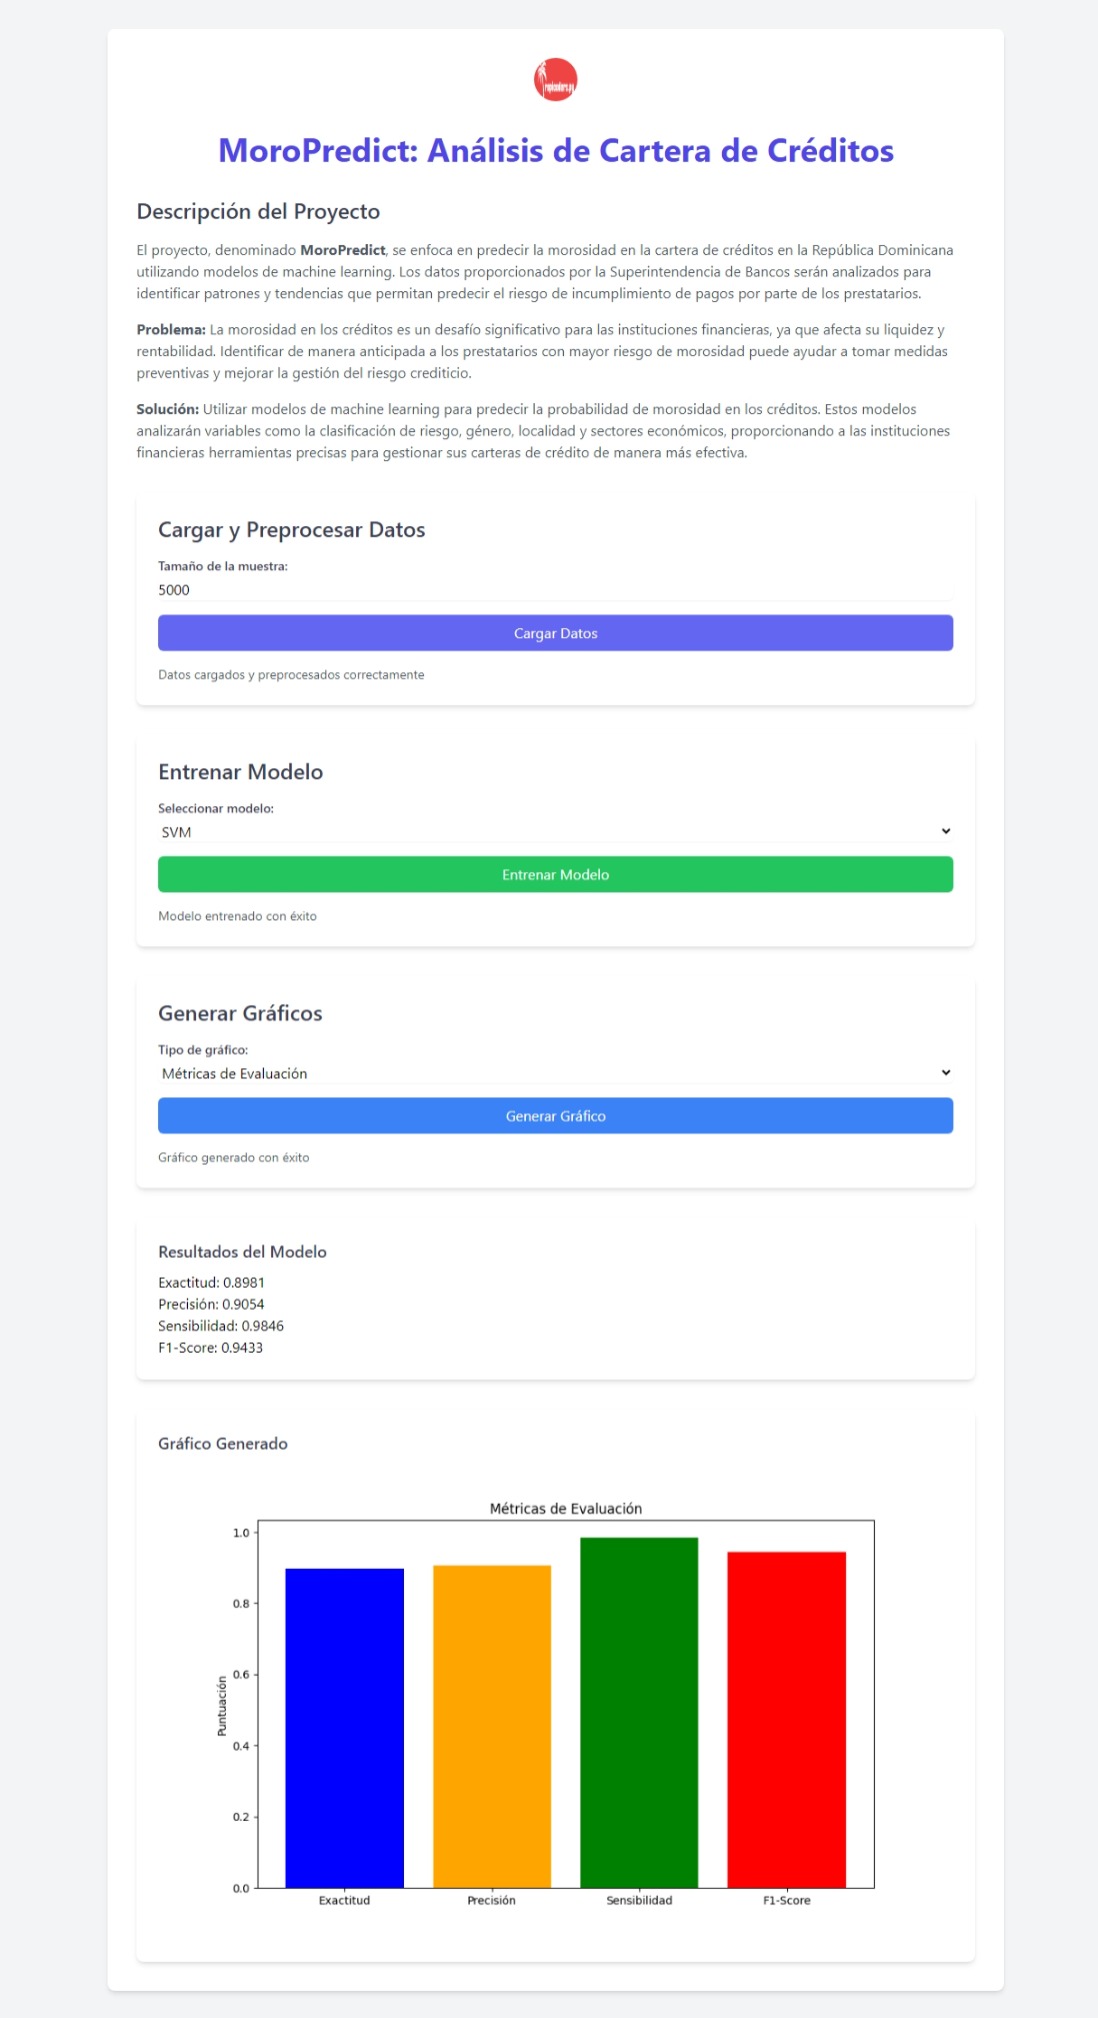 MoroPredict: Análisis de Cartera de Créditos
Descripción del Proyecto
El proyecto, denominado MoroPredict, se enfoca en predecir la morosidad en la cartera de créditos en la República Dominicana
utilizando modelos de machine learning. Los datos proporcionados por la Superintendencia de Bancos serán analizados para
identificar patrones y tendencias que permitan predecir el riesgo de incumplimiento de pagos por parte de los prestatarios.
Problema: La morosidad en los créditos es un desafío significativo para las instituciones financieras, ya que afecta su liquidez y
rentabilidad. Identificar de manera anticipada a los prestatarios con mayor riesgo de morosidad puede ayudar a tomar medidas
preventivas y mejorar la gestión del riesgo crediticio.
Solución: Utilizar modelos de machine learning para predecir la probabilidad de morosidad en los créditos. Estos modelos
analizarán variables como la clasificación de riesgo, género, localidad y sectores económicos, proporcionando a las instituciones
financieras herramientas precisas para gestionar sus carteras de crédito de manera más efectiva.
Cargar y Preprocesar Datos
Tamaño de la muestra:
5000
Cargar Datos
Datos cargados y preprocesados correctamente
Entrenar Modelo
Seleccionar modelo:
SVM
Entrenar Modelo
Modelo entrenado con éxito
Generar Gráficos
Tipo de gráfico:
Métricas de Evaluación
Generar Gráfico
Gráfico generado con éxito
Resultados del Modelo
Exactitud: 0.8981
Precisión: 0.9054
Sensibilidad: 0.9846
F1-Score: 0.9433
Gráfico Generado
Métricas de Evaluación
1.0
0.8
0.6
0.4
0.2
0.0
Puntuación
Exactitud Precisión Sensibilidad F1-Score